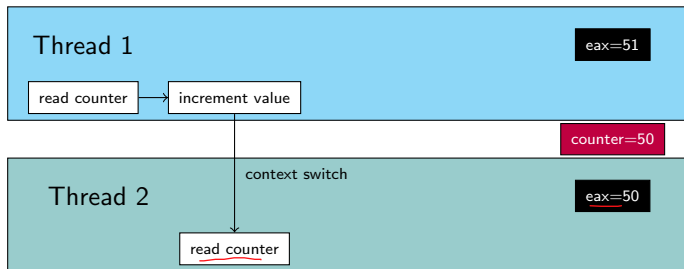 Thread 1
eax=51
read counter
increment value
counter=50
context switch
Thread 2
eax=50
read counter